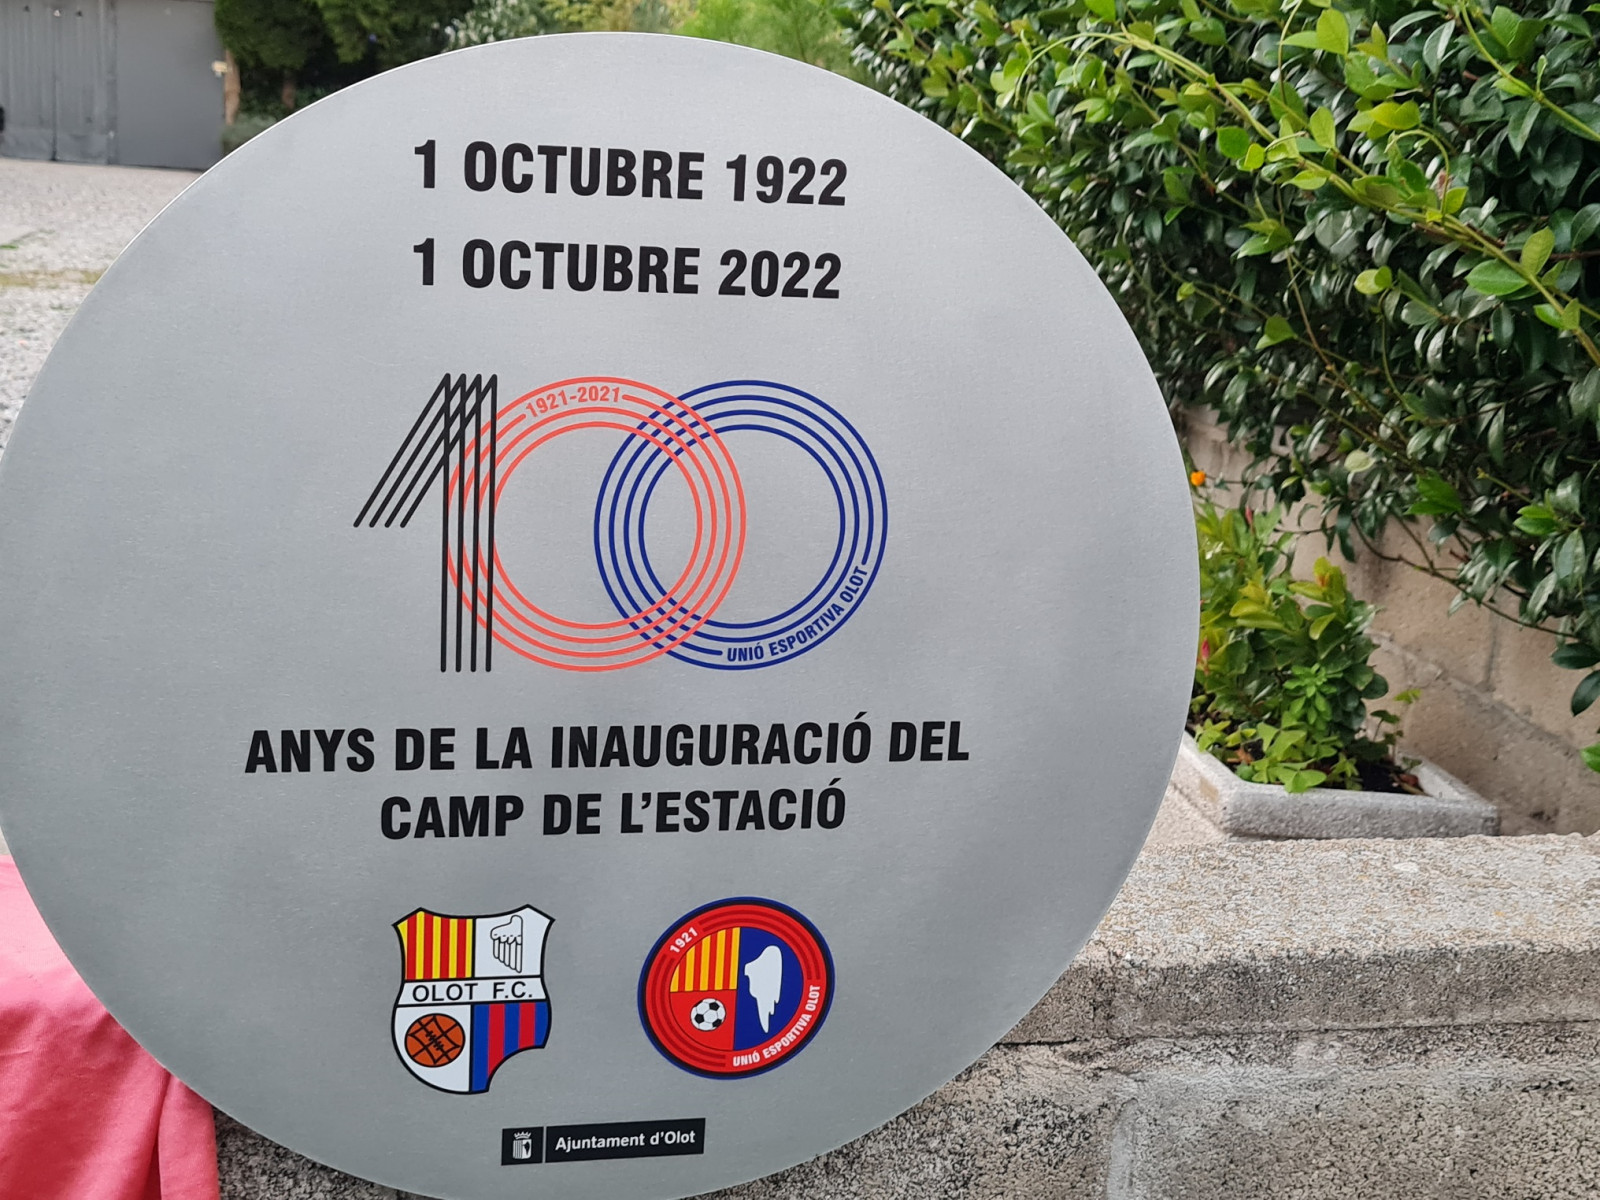 1 OCTUBRE 1922
1 OCTUBRE 2022
100
1921-2021
UNIÓ ESPORTIVA OLOT
ANYS DE LA INAUGURACIÓ DEL
CAMP DE L'ESTACIÓ
OLOT F.C.
1921
UNIÓ ESPORTIVA OLOT
Ajuntament d'Olot